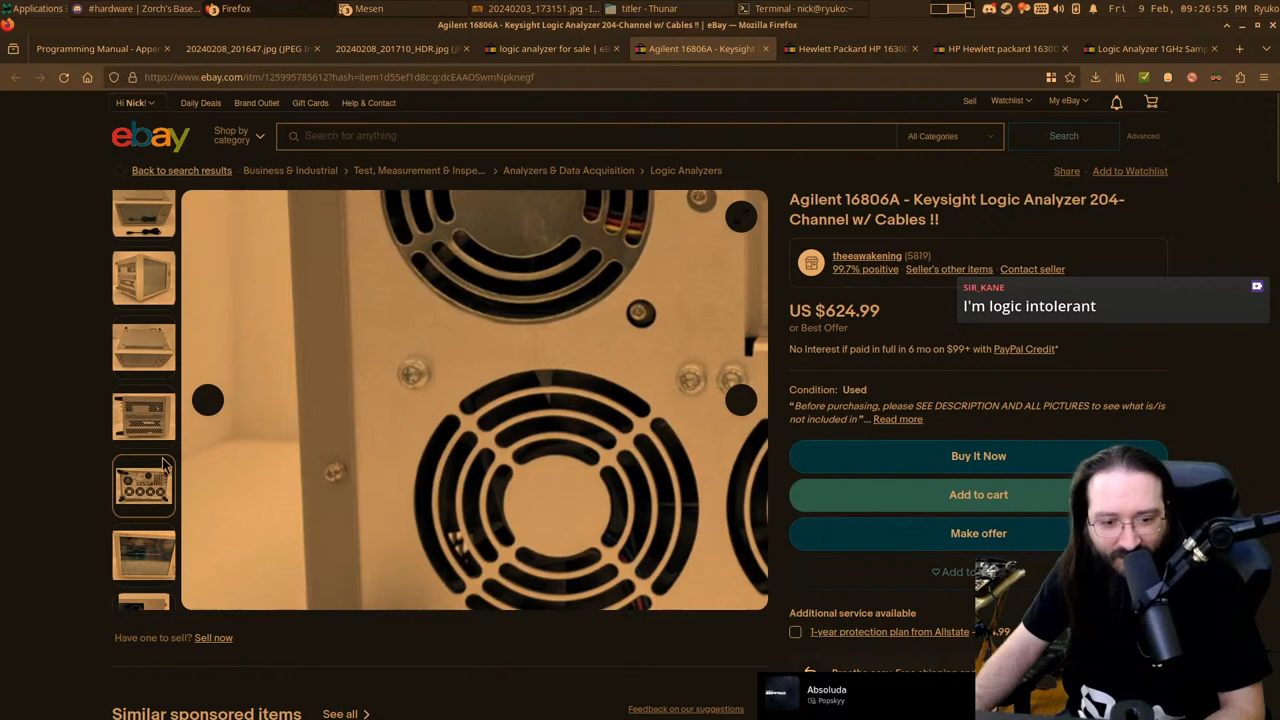 Applications
#hardware | Zorch's Bas...
3
Firefox
3
Mesen
20240203_173151.jpg -I...
titler - Thunar
Terminal - nick@ryuko:~
Fri 9 Feb, 09:26:55 PM Ryuko
Agilent 16806A - Keysight Logic Analyzer 204-Channel w/ Cables !! | eBay — Mozilla Firefox
Programming Manual - Appe
20240208_201647.jpg (JPEG I
20240208_201710_HDR.jpg (
logic analyzer for sale | eB
Agilent 16806A - Keysight
Hewlett Packard HP 1630D
HP Hewlett packard 1630D
Logic Analyzer 1GHz Sam
https://www.ebay.com/itm/125995785612?hash=item1d55ef1d8c:g:dcEAAOSwmNpknegf
Hi Nick!
Daily Deals
Brand Outlet
Gift Cards
Help & Contact
Sell
Watchlist
My eBay
ebay
Shop by
category
Search for anything
All Categories
Search
Advanced
Back to search results
Business & Industrial
Test, Measurement & Inspe...
Analyzers & Data Acquisition
Logic Analyzers
Share
Add to Watchlist
Agilent 16806A - Keysight Logic Analyzer 204-
Channel w/ Cables !!
theeawakening (5819)
99.7% positive
Seller's other items
Contact seller
SIR_KANE
I'm logic intolerant
US $624.99
or Best Offer
No Interest if paid in full in 6 mo on $99+ with PayPal Credit*
Condition: Used
“Before purchasing, please SEE DESCRIPTION AND ALL PICTURES to see what is/is
not included in”... Read more
Buy It Now
Add to cart
Make offer
Add to
Additional service available
1-year protection plan from Allstate
Have one to sell? Sell now
Absoluda
Popskyy
Similar sponsored items
See all
Feedback on our suggestions